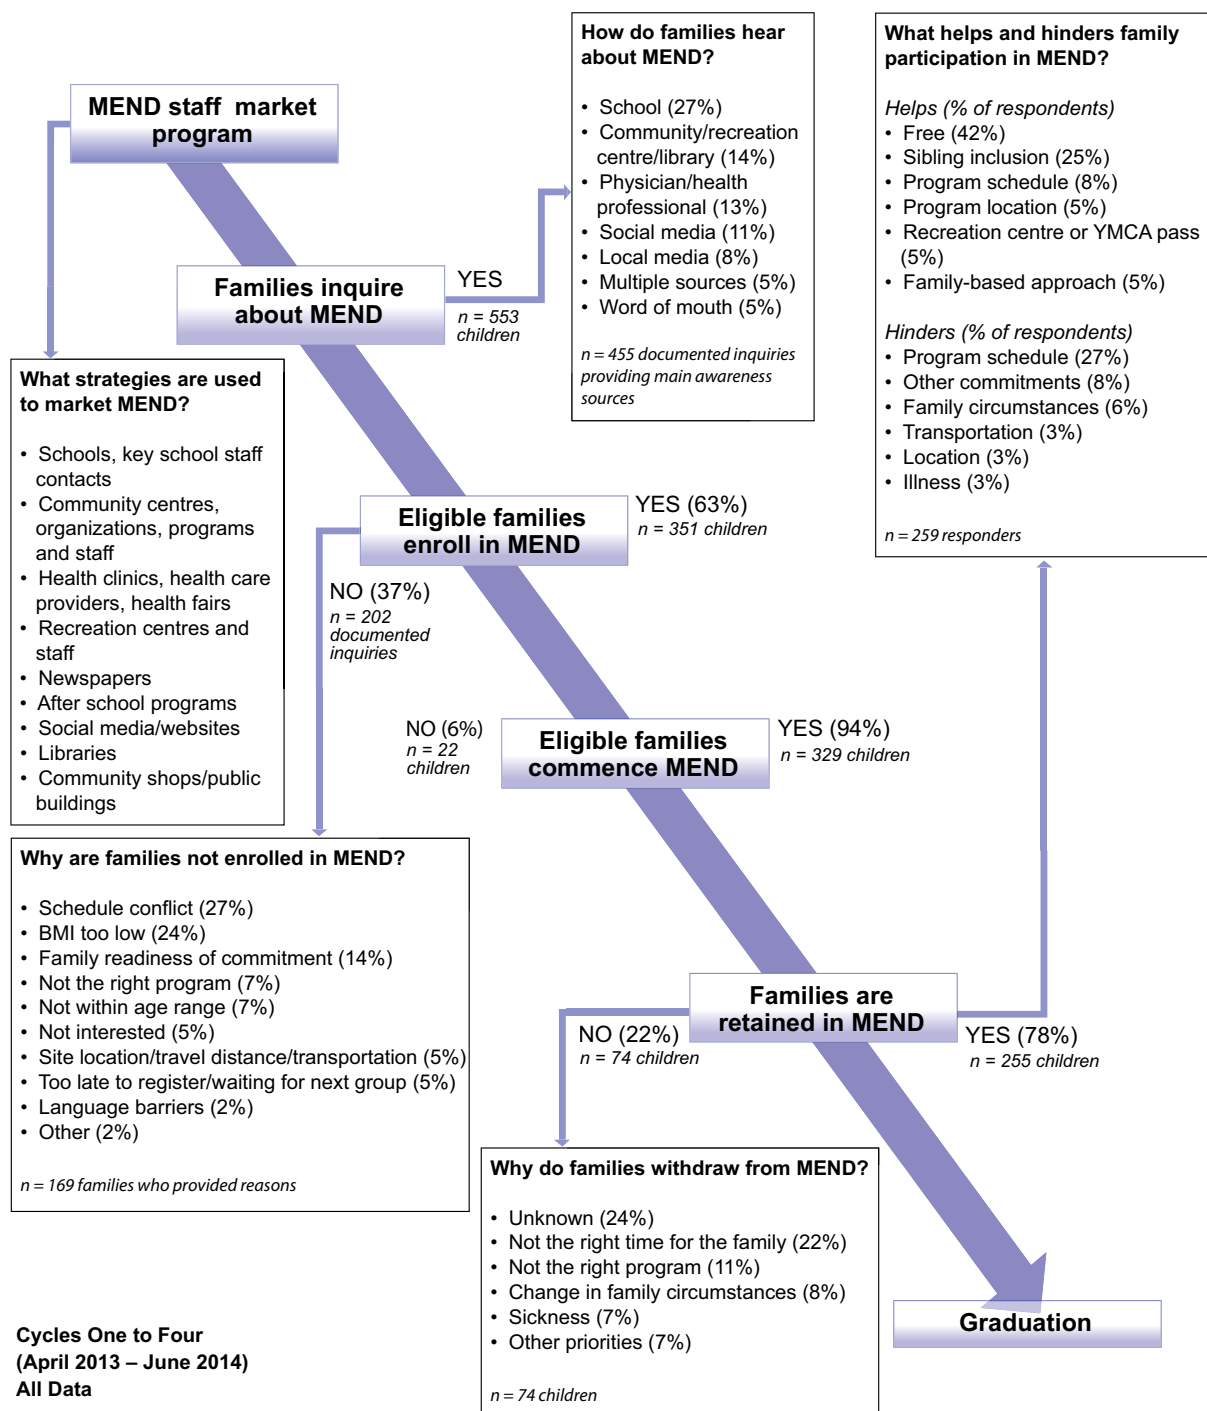 MEND staff market
program
How do families hear
about MEND?
• School (27%)
• Community/recreation
centre/library (14%)
• Physician/health
professional (13%)
• Social media (11%)
• Local media (8%)
• Multiple sources (5%)
• Word of mouth (5%)
n = 455 documented inquiries
providing main awareness
sources
What helps and hinders family
participation in MEND?
Helps (% of respondents)
• Free (42%)
• Sibling inclusion (25%)
• Program schedule (8%)
• Program location (5%)
• Recreation centre or YMCA pass
(5%)
• Family-based approach (5%)
Hinders (% of respondents)
• Program schedule (27%)
• Other commitments (8%)
• Family circumstances (6%)
• Transportation (3%)
• Location (3%)
• Illness (3%)
n = 259 responders
Families inquire
about MEND
YES
n = 553
children
What strategies are used
to market MEND?
• Schools, key school staff
contacts
• Community centres,
organizations, programs
and staff
• Health clinics, health care
providers, health fairs
• Recreation centres and
staff
• Newspapers
• After school programs
• Social media/websites
• Libraries
• Community shops/public
buildings
Eligible families
enroll in MEND
YES (63%)
n = 351 children
NO (37%)
n = 202
documented
inquiries
NO (6%)
n = 22
children
Eligible families
commence MEND
YES (94%)
n = 329 children
Why are families not enrolled in MEND?
• Schedule conflict (27%)
• BMI too low (24%)
• Family readiness of commitment (14%)
• Not the right program (7%)
• Not within age range (7%)
• Not interested (5%)
• Site location/travel distance/transportation (5%)
• Too late to register/waiting for next group (5%)
• Language barriers (2%)
• Other (2%)
n = 169 families who provided reasons
Families are
retained in MEND
NO (22%)
n = 74 children
YES (78%)
n = 255 children
Why do families withdraw from MEND?
• Unknown (24%)
• Not the right time for the family (22%)
• Not the right program (11%)
• Change in family circumstances (8%)
• Sickness (7%)
• Other priorities (7%)
n = 74 children
Graduation
Cycles One to Four
(April 2013 – June 2014)
All Data